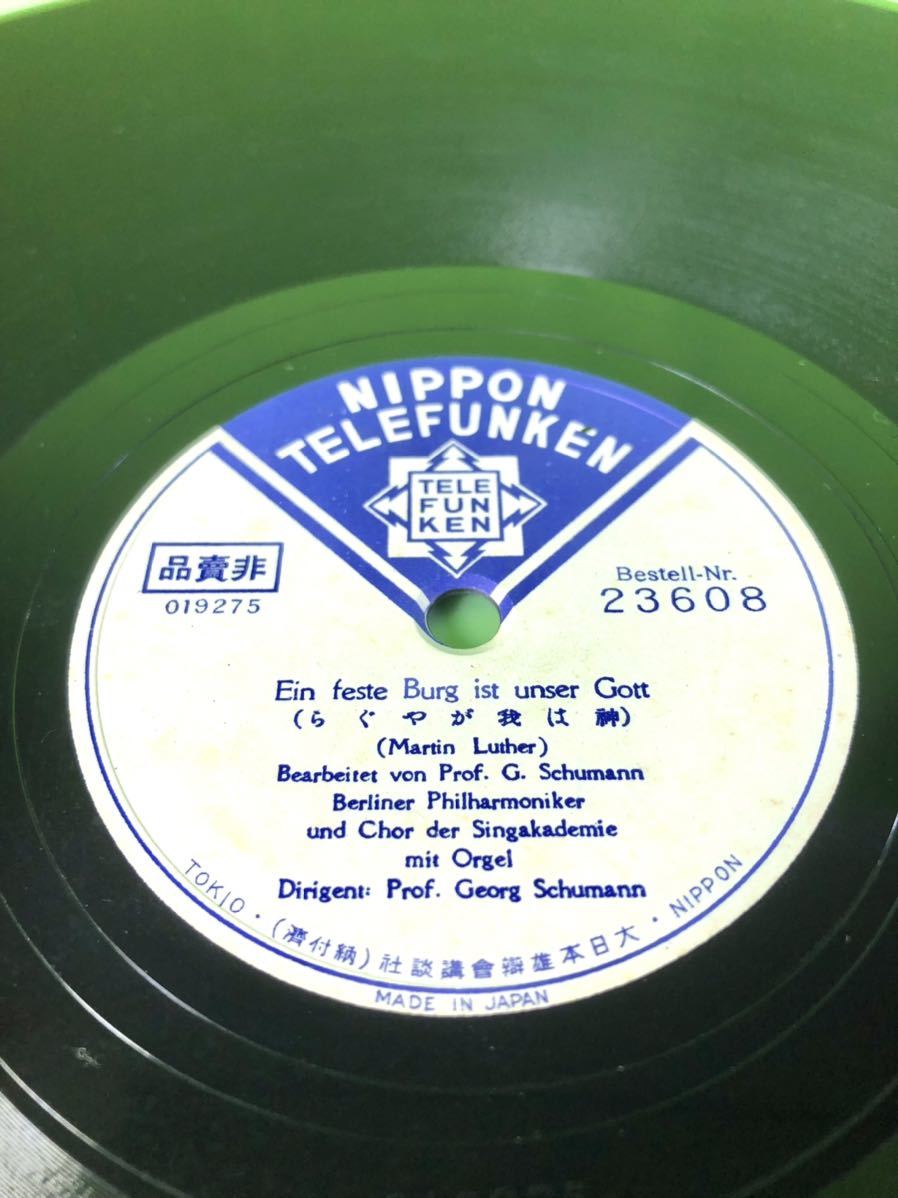 NIPPON
TELEFUNKEN
TELE
FUN
KEN
非賣品
019275
Bestell-Nr.
23608
Ein feste Burg ist unser Gott
(神は我がやぐら)
(Martin Luther)
Bearbeitet von Prof. G. Schumann
Berliner Philharmoniker
und Chor der Singakademie
mit Orgel
Dirigent: Prof. Georg Schumann
NIPPON・大日本雄辯會講談社(納付濟)・TOKIO
MADE IN JAPAN